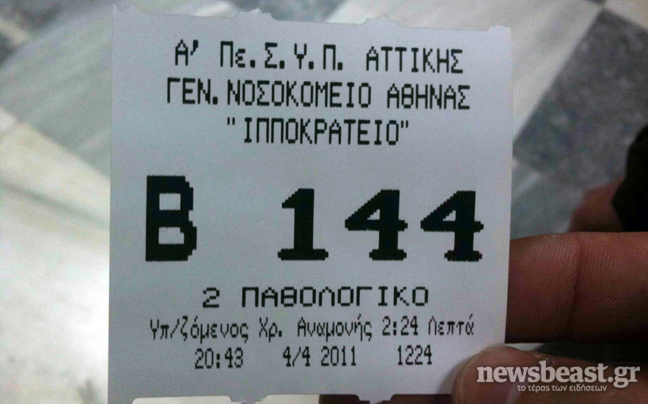 Α' Πε.Σ.Υ.Π. ΑΤΤΙΚΗΣ
ΓΕΝ.ΝΟΣΟΚΟΜΕΙΟ ΑΘΗΝΑΣ
"ΙΠΠΟΚΡΑΤΕΙΟ"
Β 144
2 ΠΑΘΟΛΟΓΙΚΟ
Υπ/ζόμενος Χρ. Αναμονής 2:24 Λεπτά
20:43 4/4 2011 1224
newsbeast.gr
το τέρας των ειδήσεων